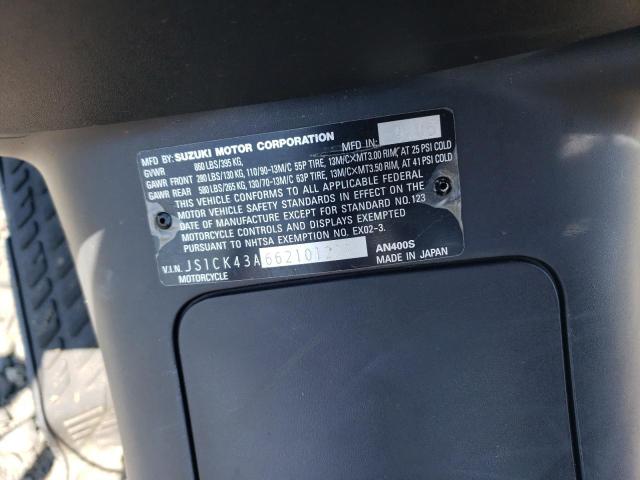 MFD BY: SUZUKI MOTOR CORPORATION MFD IN:
GVWR 860 LBS/395 KG,
GAWR FRONT 280 LBS/130 KG, 110/90-13M/C 55P TIRE, 13M/C×MT3.00 RIM, AT 25 PSI COLD
GAWR REAR 580 LBS/265 KG, 130/70-13M/C 63P TIRE, 13M/C×MT3.50 RIM, AT 41 PSI COLD
THIS VEHICLE CONFORMS TO ALL APPLICABLE FEDERAL
MOTOR VEHICLE SAFETY STANDARDS IN EFFECT ON THE
DATE OF MANUFACTURE EXCEPT FOR STANDARD NO.123
MOTORCYCLE CONTROLS AND DISPLAYS EXEMPTED
PURSUANT TO NHTSA EXEMPTION NO. EX02-3.
AN400S
V.I.N. JS1CK43A
MOTORCYCLE MADE IN JAPAN